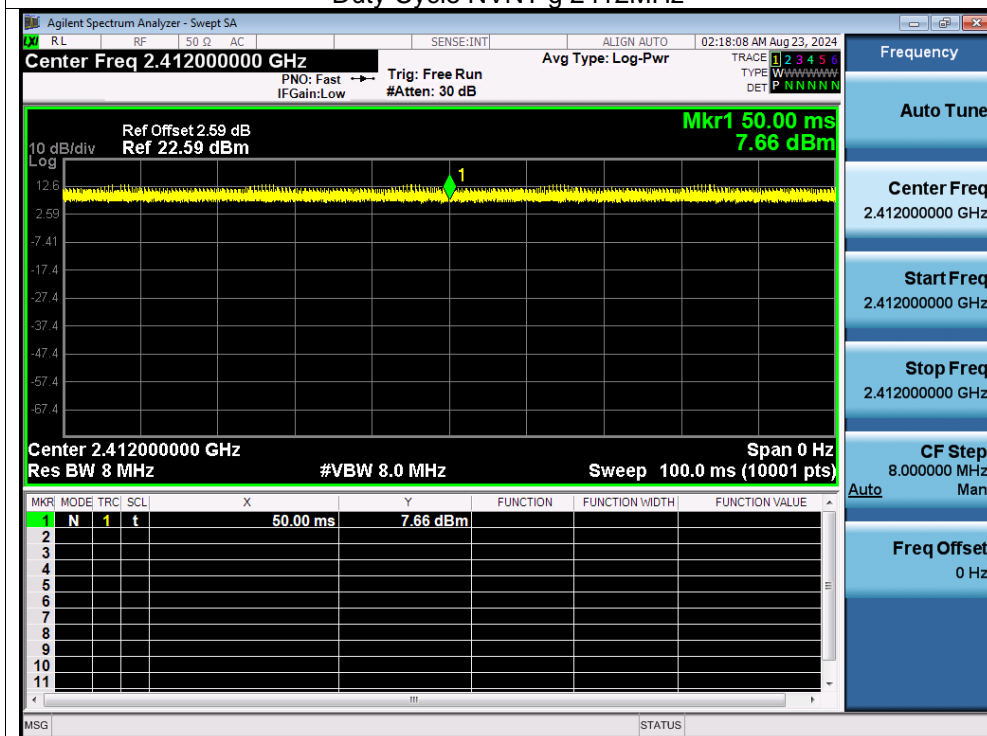 Duty Cycle NVNT g 2412MHz
Agilent Spectrum Analyzer - Swept SA
LXI RL RF 50 Ω AC SENSE:INT ALIGN AUTO 02:18:08 AM Aug 23, 2024
Center Freq 2.412000000 GHz
PNO: Fast
IFGain:Low
Trig: Free Run
#Atten: 30 dB
Avg Type: Log-Pwr
TRACE 1 2 3 4 5 6
TYPE WWWWWW
DET P N N N N N
Ref Offset 2.59 dB
10 dB/div Ref 22.59 dBm
Log
Mkr1 50.00 ms
7.66 dBm
1
12.6
2.59
-7.41
-17.4
-27.4
-37.4
-47.4
-57.4
-67.4
Center 2.412000000 GHz Span 0 Hz
Res BW 8 MHz #VBW 8.0 MHz Sweep 100.0 ms (10001 pts)
MKR MODE TRC SCL X Y FUNCTION FUNCTION WIDTH FUNCTION VALUE
1 N 1 t 50.00 ms 7.66 dBm
2
3
4
5
6
7
8
9
10
11
MSG STATUS
Frequency
Auto Tune
Center Freq
2.412000000 GHz
Start Freq
2.412000000 GHz
Stop Freq
2.412000000 GHz
CF Step
8.000000 MHz
Auto Man
Freq Offset
0 Hz